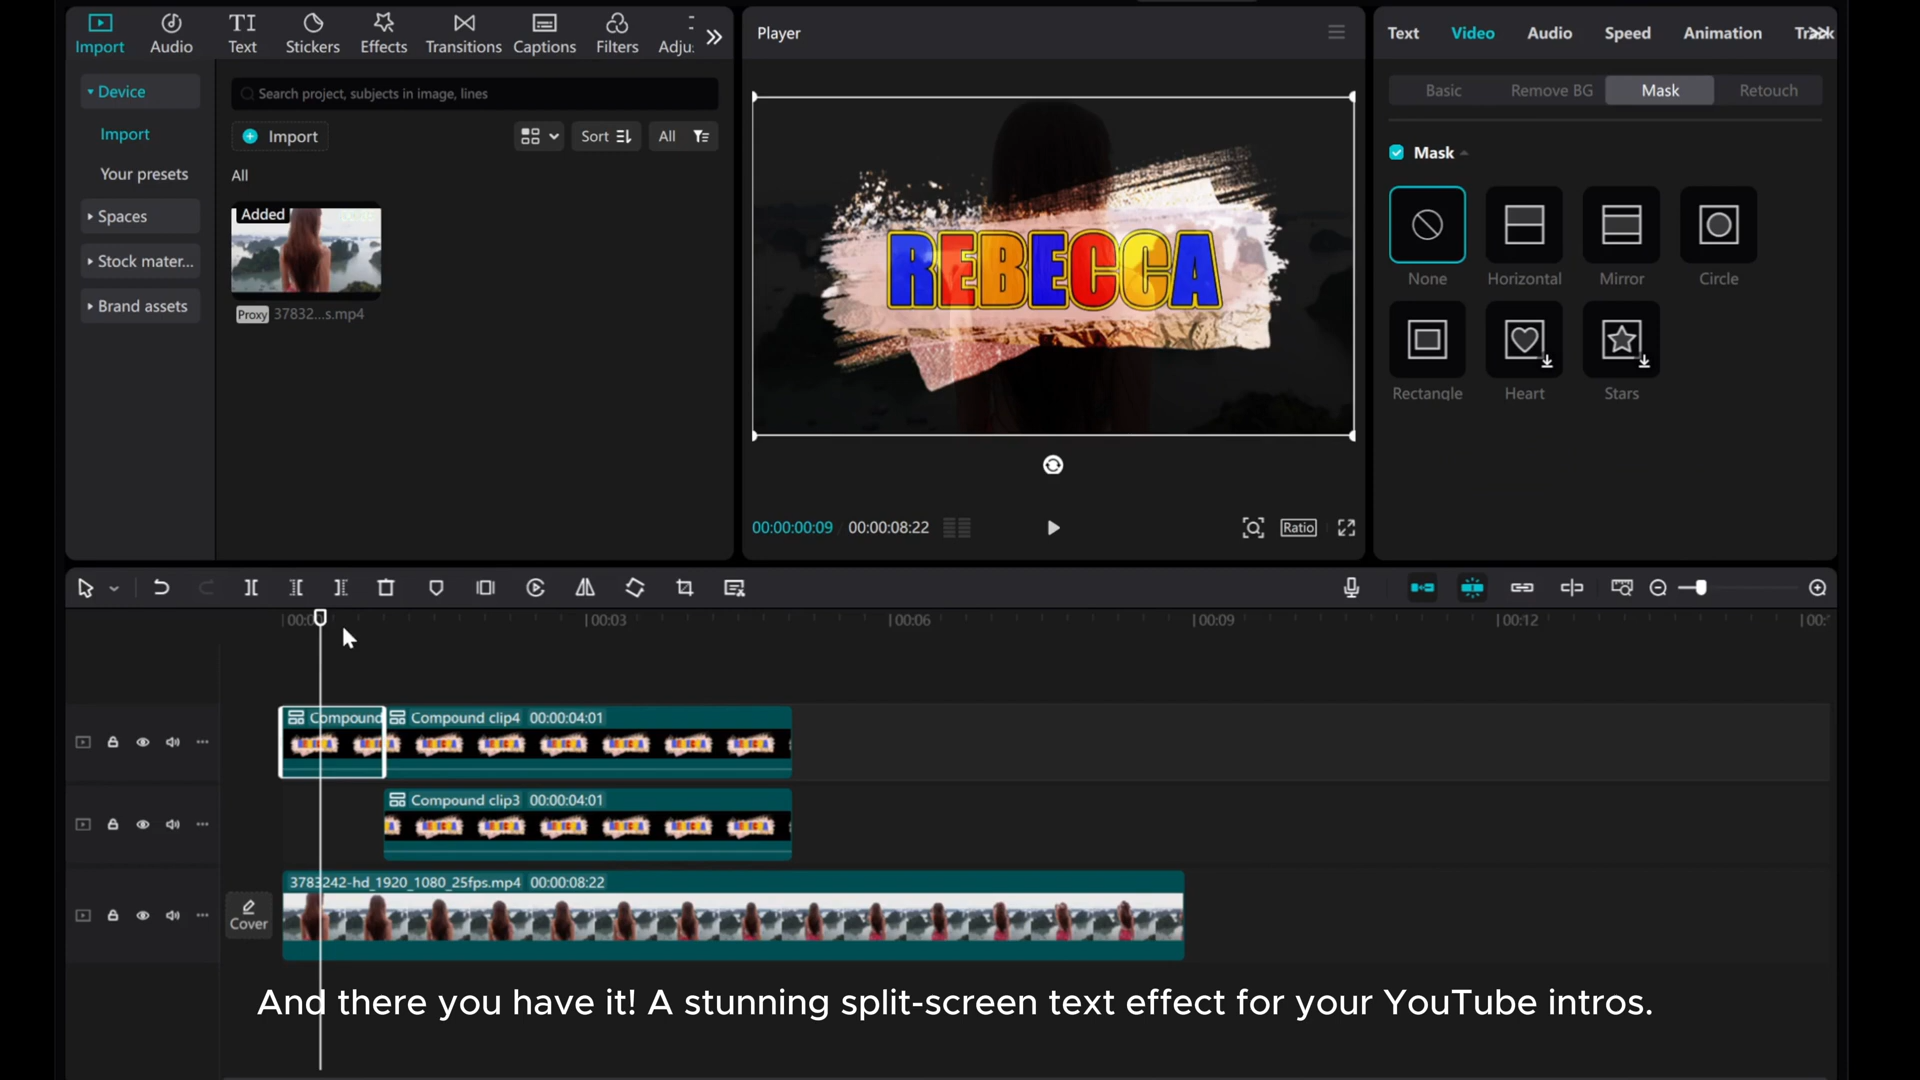 Import
Audio
Text
Stickers
Effects
Transitions
Captions
Filters
Adju
Device
Import
Your presets
Spaces
Stock mater...
Brand assets
Search project, subjects in image, lines
Import
Sort
All
All
Added
Proxy 37832...s.mp4
Player
REBECCA
00:00:00:09 00:00:08:22
Ratio
Text
Video
Audio
Speed
Animation
Basic
Remove BG
Mask
Retouch
Mask
None
Horizontal
Mirror
Circle
Rectangle
Heart
Stars
00:03
00:06
00:09
00:12
Compound
Compound clip4 00:00:04:01
Compound clip3 00:00:04:01
3783242-hd_1920_1080_25fps.mp4 00:00:08:22
Cover
And there you have it! A stunning split-screen text effect for your YouTube intros.